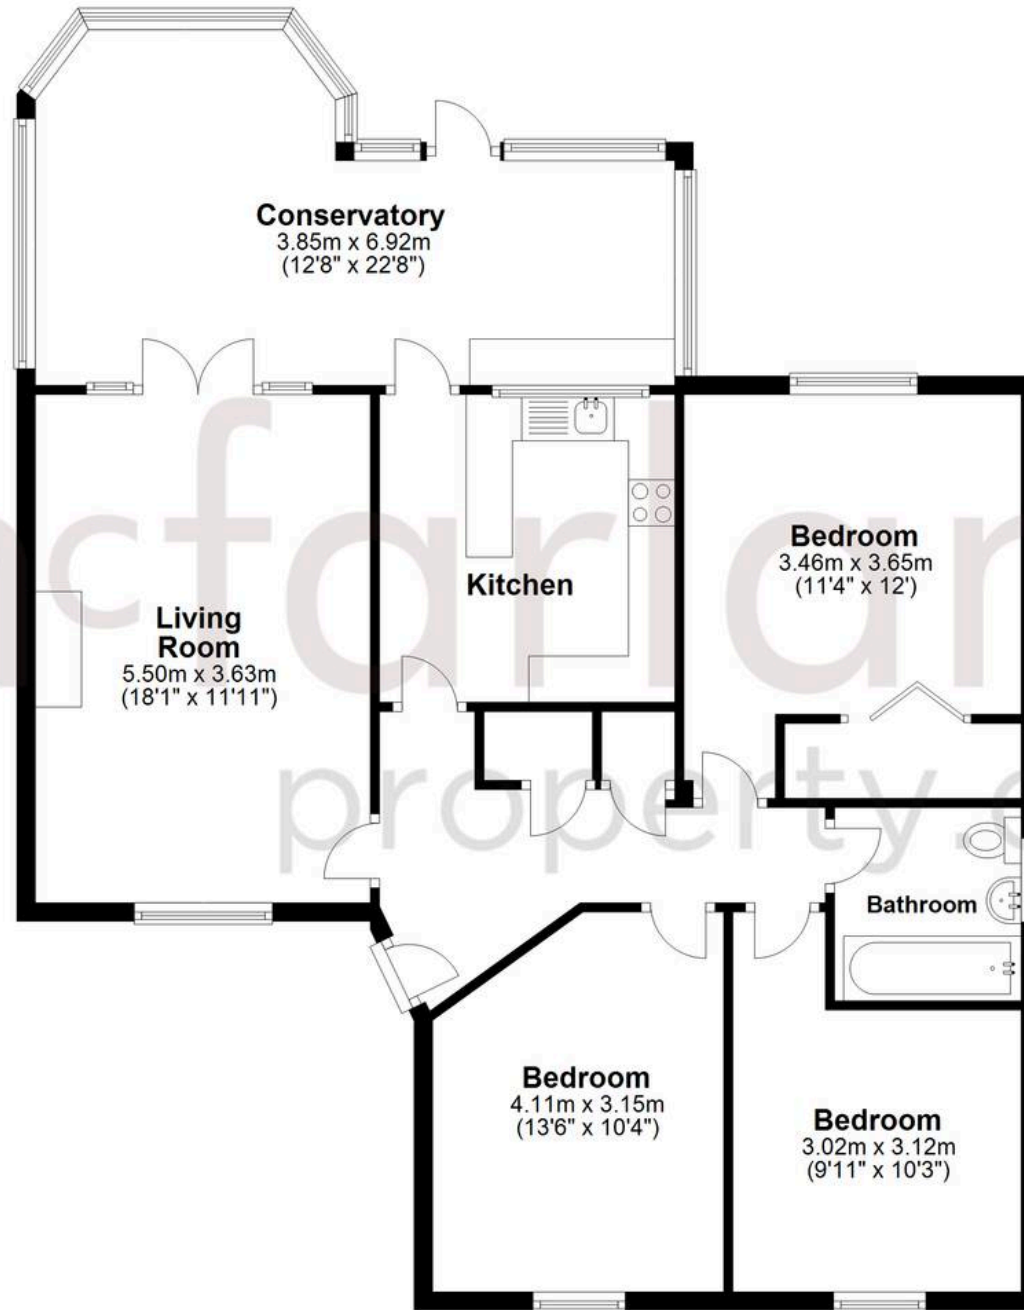 Conservatory
3.85m x 6.92m
(12'8" x 22'8")
Bedroom
3.46m x 3.65m
(11'4" x 12')
Kitchen
Living
Room
5.50m x 3.63m
(18'1" x 11'11")
mcfarlan
property.c
Bathroom
Bedroom
4.11m x 3.15m
(13'6" x 10'4")
Bedroom
3.02m x 3.12m
(9'11" x 10'3")